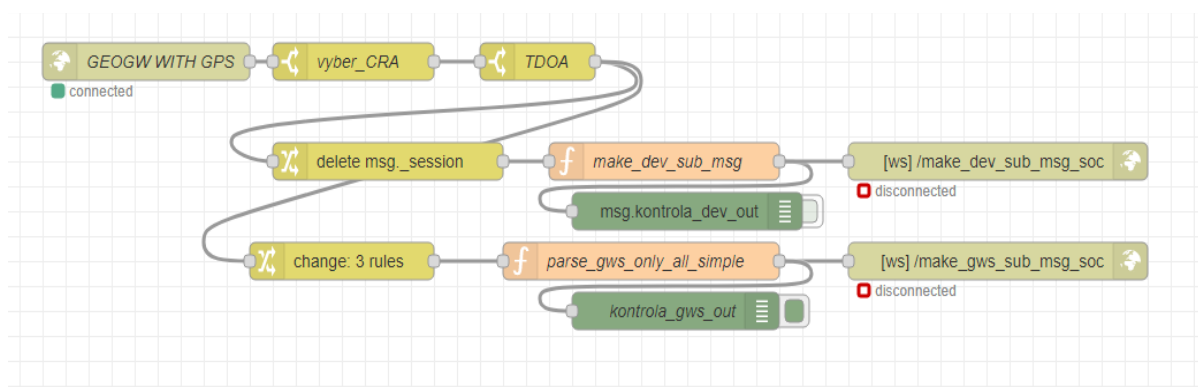 GEOGW WITH GPS
vyber_CRA
TDOA
connected
delete msg._session
make_dev_sub_msg
[ws] /make_dev_sub_msg_soc
disconnected
msg.kontrola_dev_out
change: 3 rules
parse_gws_only_all_simple
[ws] /make_gws_sub_msg_soc
disconnected
kontrola_gws_out